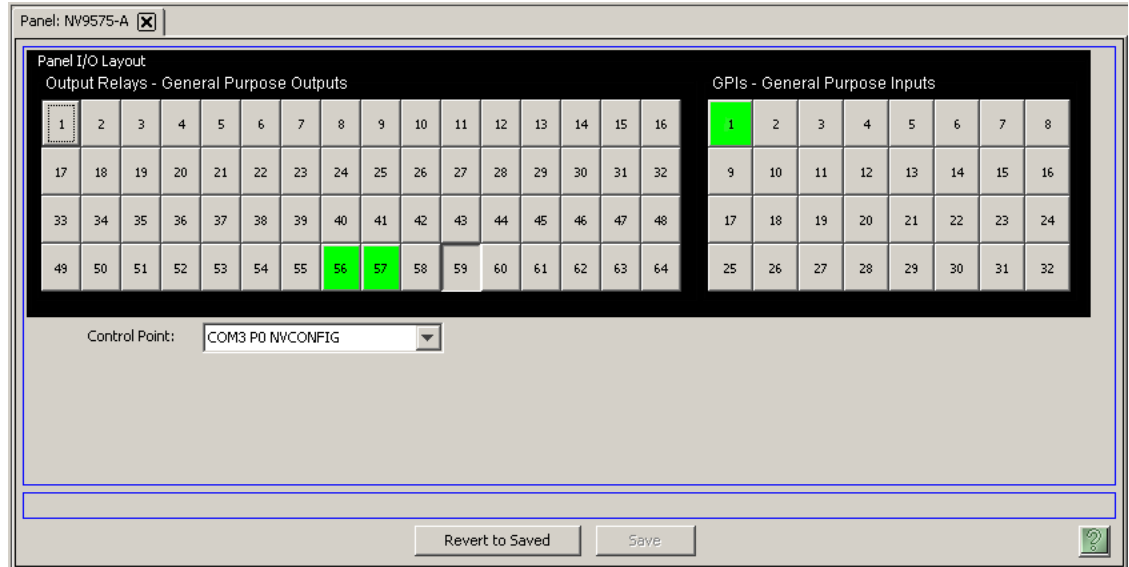 Panel: NV9575-A
Panel I/O Layout
Output Relays - General Purpose Outputs GPIs - General Purpose Inputs
1 2 3 4 5 6 7 8 9 10 11 12 13 14 15 16 1 2 3 4 5 6 7 8
17 18 19 20 21 22 23 24 25 26 27 28 29 30 31 32 9 10 11 12 13 14 15 16
33 34 35 36 37 38 39 40 41 42 43 44 45 46 47 48 17 18 19 20 21 22 23 24
49 50 51 52 53 54 55 56 57 58 59 60 61 62 63 64 25 26 27 28 29 30 31 32
Control Point: COM3 P0 NVCONFIG
Revert to Saved Save ?